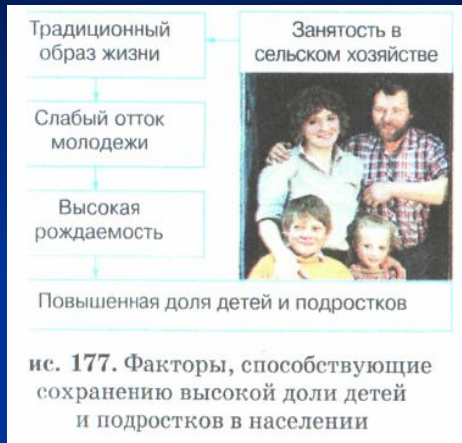 Традиционный
образ жизни
Занятость в
сельском хозяйстве
Слабый отток
молодежи
Высокая
рождаемость
Повышенная доля детей и подростков
ис. 177. Факторы, способствующие
сохранению высокой доли детей
и подростков в населении